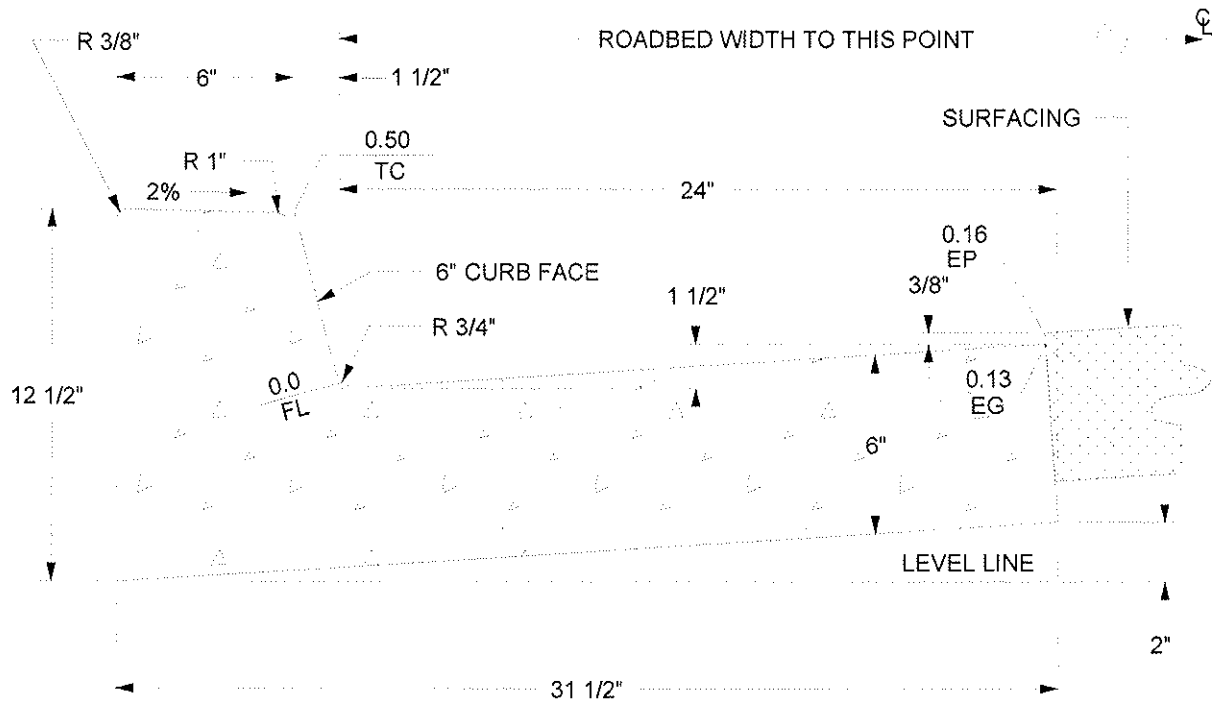 ℄
R 3/8"
ROADBED WIDTH TO THIS POINT
6"
1 1/2"
SURFACING
0.50
TC
R 1"
2%
24"
0.16
EP
6" CURB FACE
3/8"
1 1/2"
R 3/4"
0.0
FL
0.13
EG
12 1/2"
6"
LEVEL LINE
2"
31 1/2"